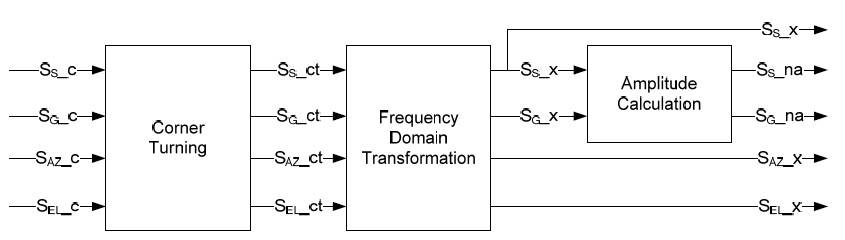 S_S_x
S_S_c S_S_ct S_S_x S_S_na
S_G_c S_G_ct S_G_x S_G_na
S_AZ_c S_AZ_ct S_AZ_x
S_EL_c S_EL_ct S_EL_x
Corner
Turning
Frequency
Domain
Transformation
Amplitude
Calculation